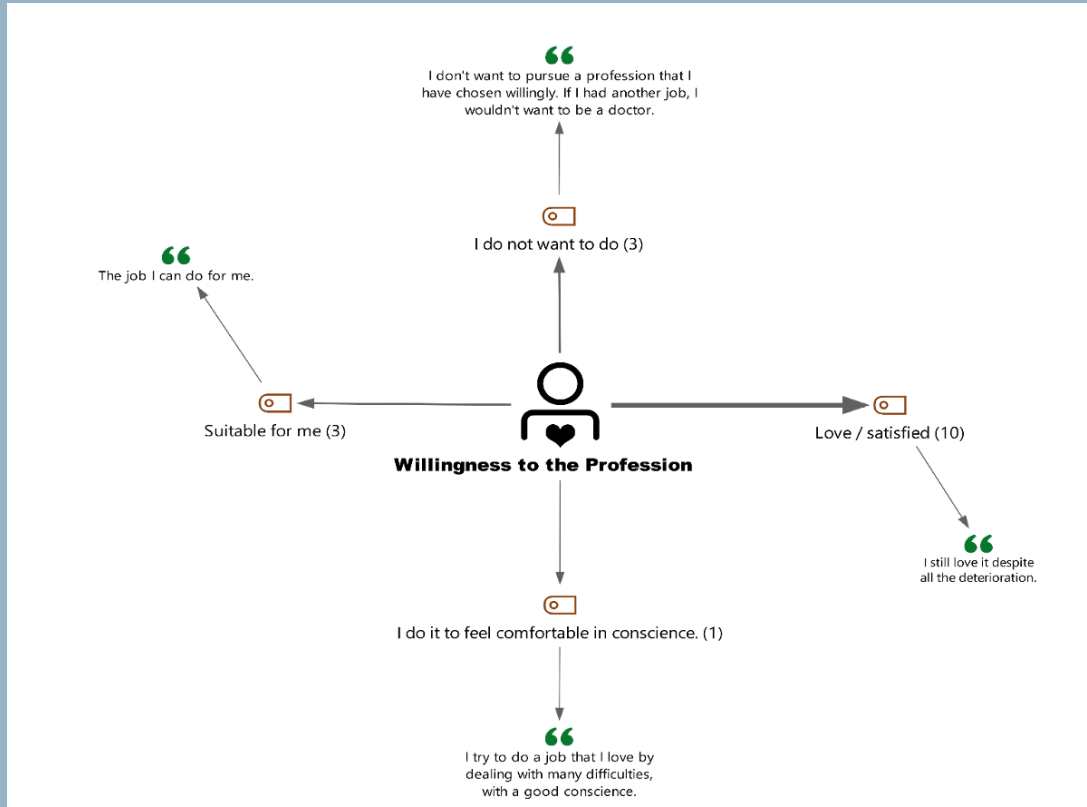 I don't want to pursue a profession that I
have chosen willingly. If I had another job, I
wouldn't want to be a doctor.
I do not want to do (3)
The job I can do for me.
Suitable for me (3)
Love / satisfied (10)
Willingness to the Profession
I still love it despite
all the deterioration.
I do it to feel comfortable in conscience. (1)
I try to do a job that I love by
dealing with many difficulties,
with a good conscience.